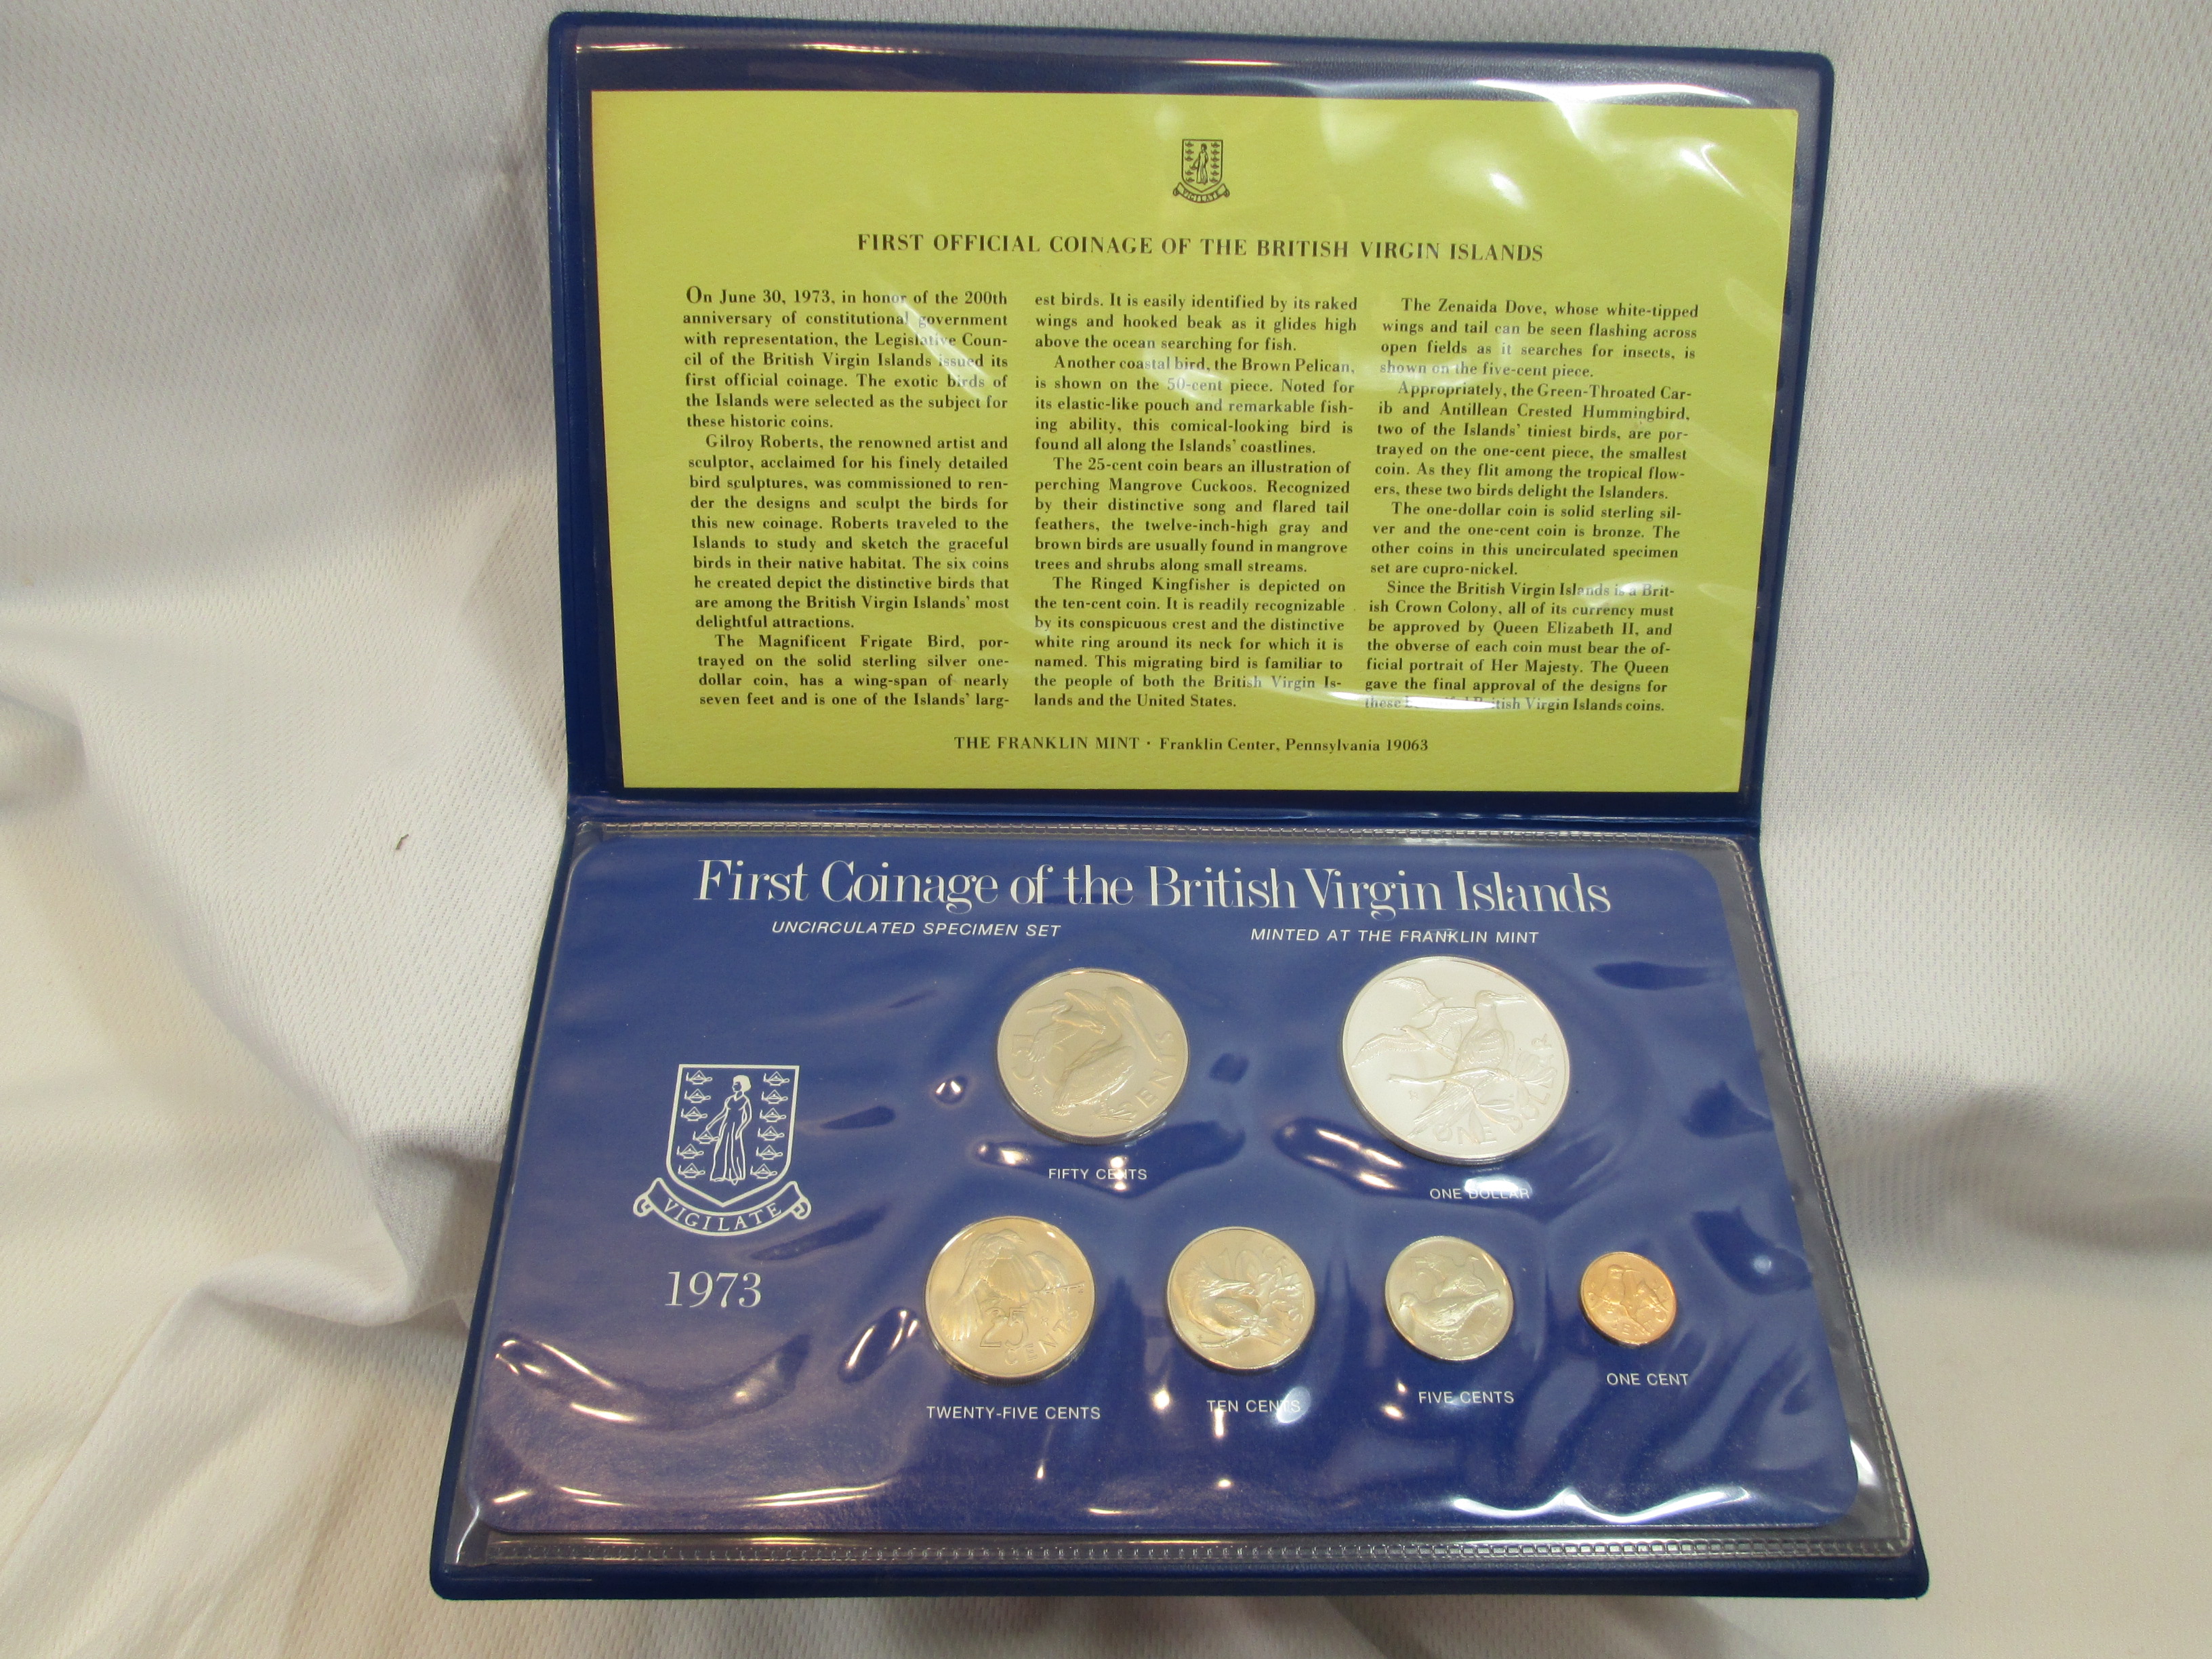 VIGILATE
FIRST OFFICIAL COINAGE OF THE BRITISH VIRGIN ISLANDS
On June 30, 1973, in honor of the 200th
anniversary of constitutional government
with representation, the Legislative Coun-
cil of the British Virgin Islands issued its
first official coinage. The exotic birds of
the Islands were selected as the subject for
these historic coins.
Gilroy Roberts, the renowned artist and
sculptor, acclaimed for his finely detailed
bird sculptures, was commissioned to ren-
der the designs and sculpt the birds for
this new coinage. Roberts traveled to the
Islands to study and sketch the graceful
birds in their native habitat. The six coins
he created depict the distinctive birds that
are among the British Virgin Islands' most
delightful attractions.
The Magnificent Frigate Bird, por-
trayed on the solid sterling silver one-
dollar coin, has a wing-span of nearly
seven feet and is one of the Islands' larg-
est birds. It is easily identified by its raked
wings and hooked beak as it glides high
above the ocean searching for fish.
Another coastal bird, the Brown Pelican,
is shown on the 50-cent piece. Noted for
its elastic-like pouch and remarkable fish-
ing ability, this comical-looking bird is
found all along the Islands' coastlines.
The 25-cent coin bears an illustration of
perching Mangrove Cuckoos. Recognized
by their distinctive song and flared tail
feathers, the twelve-inch-high gray and
brown birds are usually found in mangrove
trees and shrubs along small streams.
The Ringed Kingfisher is depicted on
the ten-cent coin. It is readily recognizable
by its conspicuous crest and the distinctive
white ring around its neck for which it is
named. This migrating bird is familiar to
the people of both the British Virgin Is-
lands and the United States.
The Zenaida Dove, whose white-tipped
wings and tail can be seen flashing across
open fields as it searches for insects, is
shown on the five-cent piece.
Appropriately, the Green-Throated Car-
ib and Antillean Crested Hummingbird,
two of the Islands' tiniest birds, are por-
trayed on the one-cent piece, the smallest
coin. As they flit among the tropical flow-
ers, these two birds delight the Islanders.
The one-dollar coin is solid sterling sil-
ver and the one-cent coin is bronze. The
other coins in this uncirculated specimen
set are cupro-nickel.
Since the British Virgin Islands is a Brit-
ish Crown Colony, all of its currency must
be approved by Queen Elizabeth II, and
the obverse of each coin must bear the of-
ficial portrait of Her Majesty. The Queen
gave the final approval of the designs for
these British Virgin Islands coins.
THE FRANKLIN MINT · Franklin Center, Pennsylvania 19063
First Coinage of the British Virgin Islands
UNCIRCULATED SPECIMEN SET
MINTED AT THE FRANKLIN MINT
CENTS
ONE DOLLAR
FIFTY CENTS
ONE DOLLAR
VIGILATE
1973
25
CENTS
10 CENTS
CENTS
CENT
TWENTY-FIVE CENTS
TEN CENTS
FIVE CENTS
ONE CENT